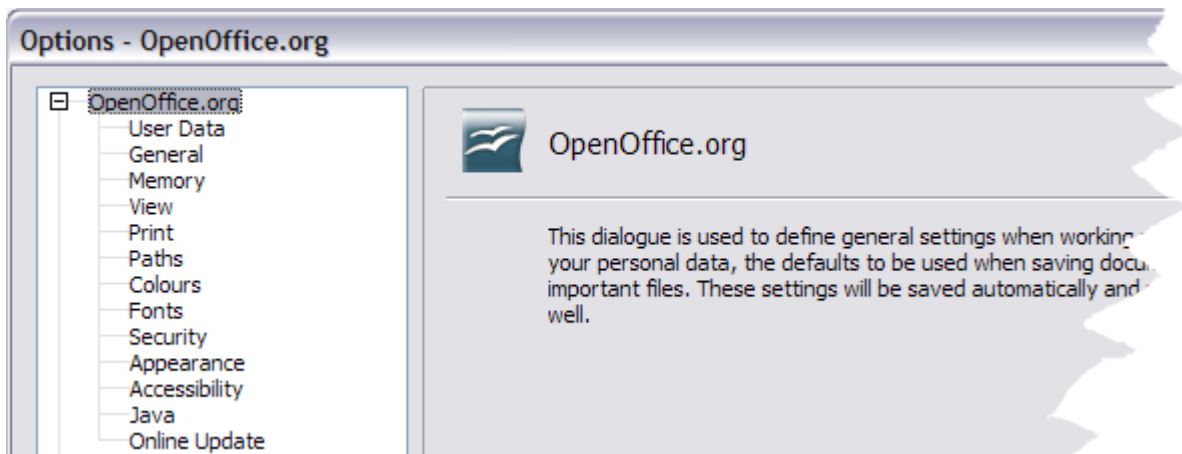 Options - OpenOffice.org
OpenOffice.org
User Data
General
Memory
View
Print
Paths
Colours
Fonts
Security
Appearance
Accessibility
Java
Online Update
OpenOffice.org
This dialogue is used to define general settings when working
your personal data, the defaults to be used when saving
important files. These settings will be saved automatically and
well.